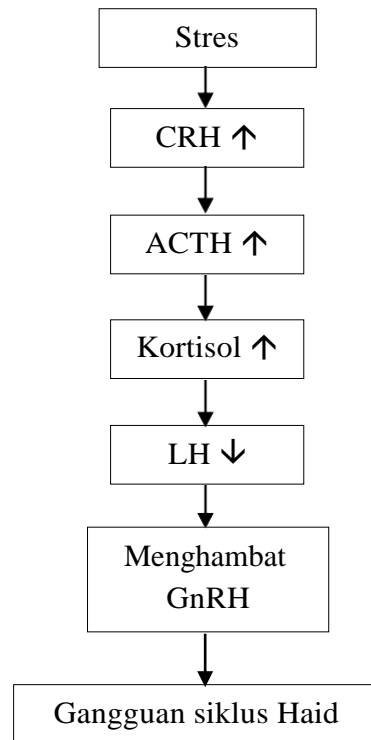 Stres
CRH ↑
ACTH ↑
Kortisol ↑
LH ↓
Menghambat
GnRH
Gangguan siklus Haid